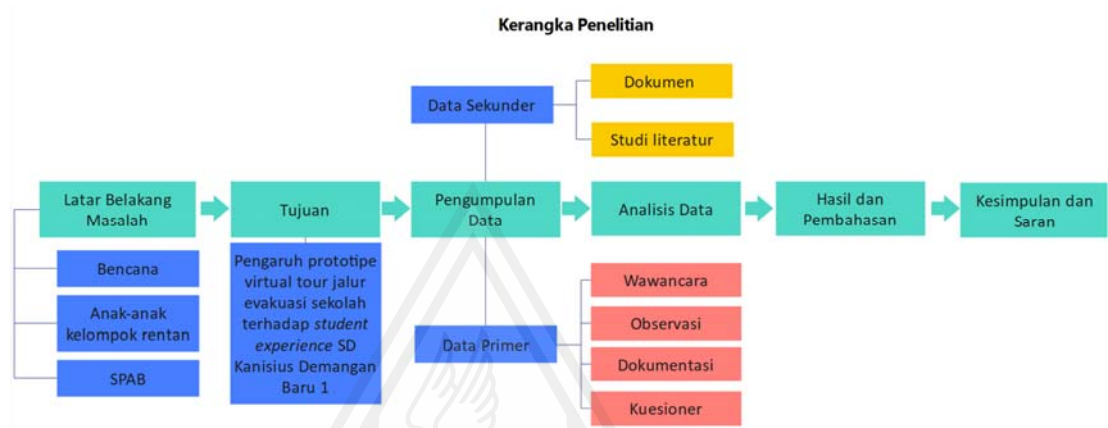 Kerangka Penelitian
Data Sekunder
Dokumen
Studi literatur
Latar Belakang
Masalah
Tujuan
Pengumpulan
Data
Analisis Data
Hasil dan
Pembahasan
Kesimpulan dan
Saran
Bencana
Anak-anak
kelompok rentan
SPAB
Pengaruh prototipe
virtual tour jalur
evakuasi sekolah
terhadap student
experience SD
Kanisius Demangan
Baru 1
Data Primer
Wawancara
Observasi
Dokumentasi
Kuesioner